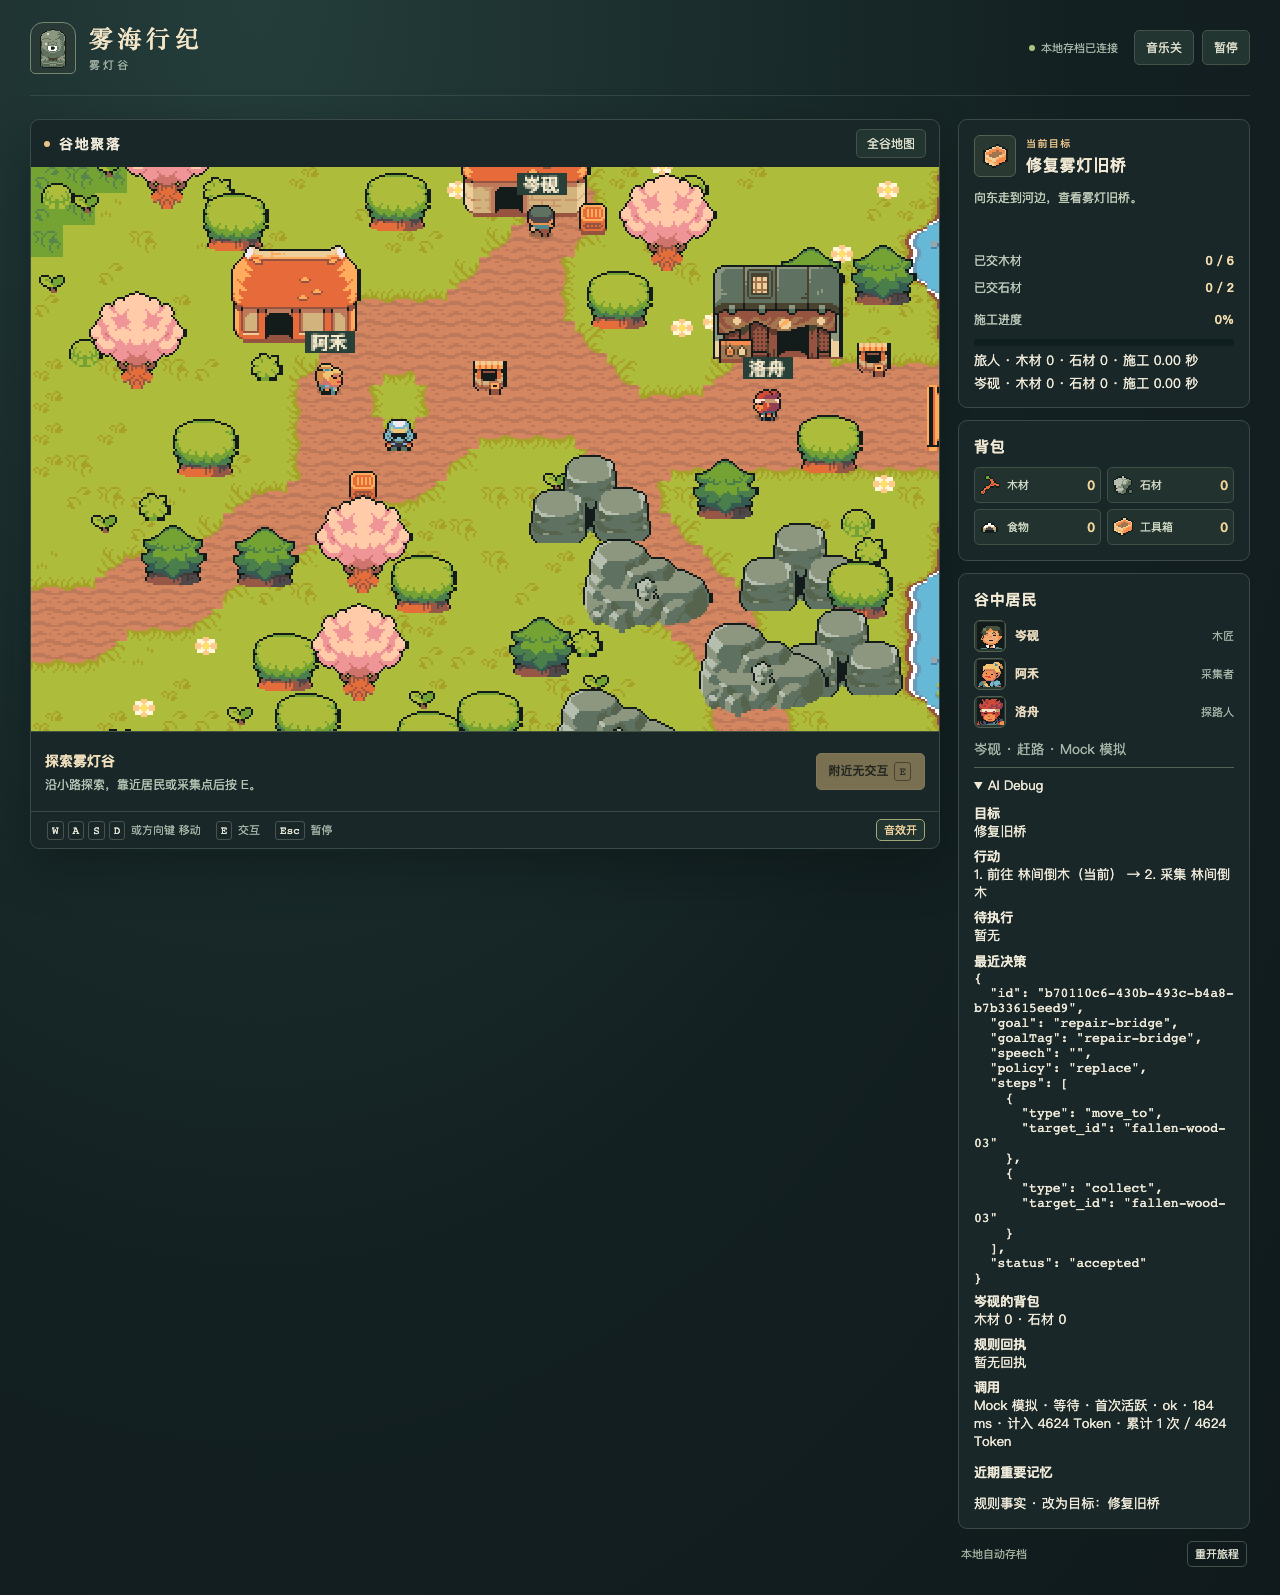 雾海行纪
雾灯谷
本地存档已连接
音乐关
暂停
谷地聚落
全谷地图
岑砚
阿禾
洛舟
探索雾灯谷
沿小路探索，靠近居民或采集点后按 E。
附近无交互 E
W A S D 或方向键 移动 E 交互 Esc 暂停
音效开
当前目标
修复雾灯旧桥
向东走到河边，查看雾灯旧桥。
已交木材 0 / 6
已交石材 0 / 2
施工进度 0%
旅人 · 木材 0 · 石材 0 · 施工 0.00 秒
岑砚 · 木材 0 · 石材 0 · 施工 0.00 秒
背包
木材 0 石材 0
食物 0 工具箱 0
谷中居民
岑砚 木匠
阿禾 采集者
洛舟 探路人
岑砚 · 赶路 · Mock 模拟
▼ AI Debug
目标
修复旧桥
行动
1. 前往 林间倒木（当前） → 2. 采集 林间倒
木
待执行
暂无
最近决策
{
"id": "b70110c6-430b-493c-b4a8-
b7b33615eed9",
"goal": "repair-bridge",
"goalTag": "repair-bridge",
"speech": "",
"policy": "replace",
"steps": [
{
"type": "move_to",
"target_id": "fallen-wood-
03"
},
{
"type": "collect",
"target_id": "fallen-wood-
03"
}
],
"status": "accepted"
}
岑砚的背包
木材 0 · 石材 0
规则回执
暂无回执
调用
Mock 模拟 · 等待 · 首次活跃 · ok · 184
ms · 计入 4624 Token · 累计 1 次 / 4624
Token
近期重要记忆
规则事实 · 改为目标：修复旧桥
本地自动存档
重开旅程